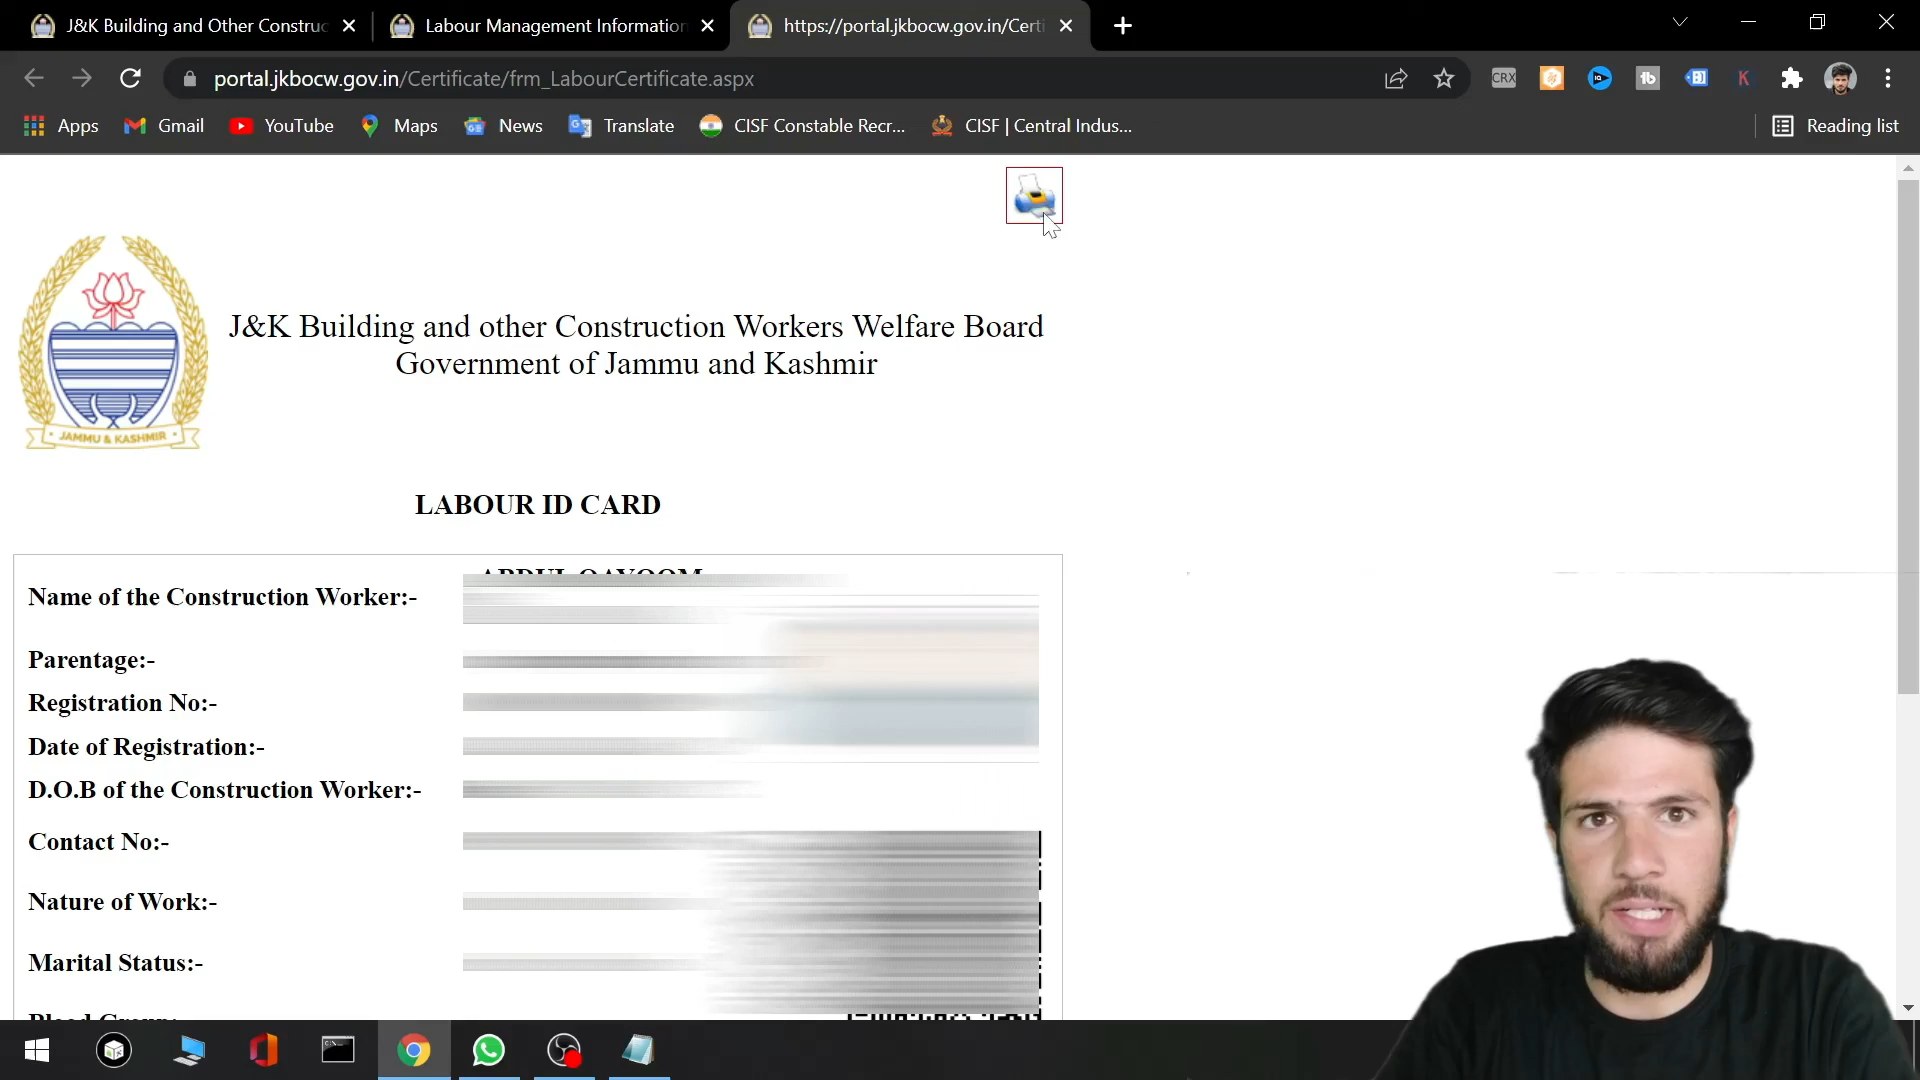 J&K Building and Other Construc
Labour Management Information
https://portal.jkbocw.gov.in/Certi
portal.jkbocw.gov.in/Certificate/frm_LabourCertificate.aspx
CRX
Apps
Gmail
YouTube
Maps
News
Translate
CISF Constable Recr...
CISF | Central Indus...
Reading list
J&K Building and other Construction Workers Welfare Board
Government of Jammu and Kashmir
JAMMU & KASHMIR
LABOUR ID CARD
Name of the Construction Worker:-
Parentage:-
Registration No:-
Date of Registration:-
D.O.B of the Construction Worker:-
Contact No:-
Nature of Work:-
Marital Status:-